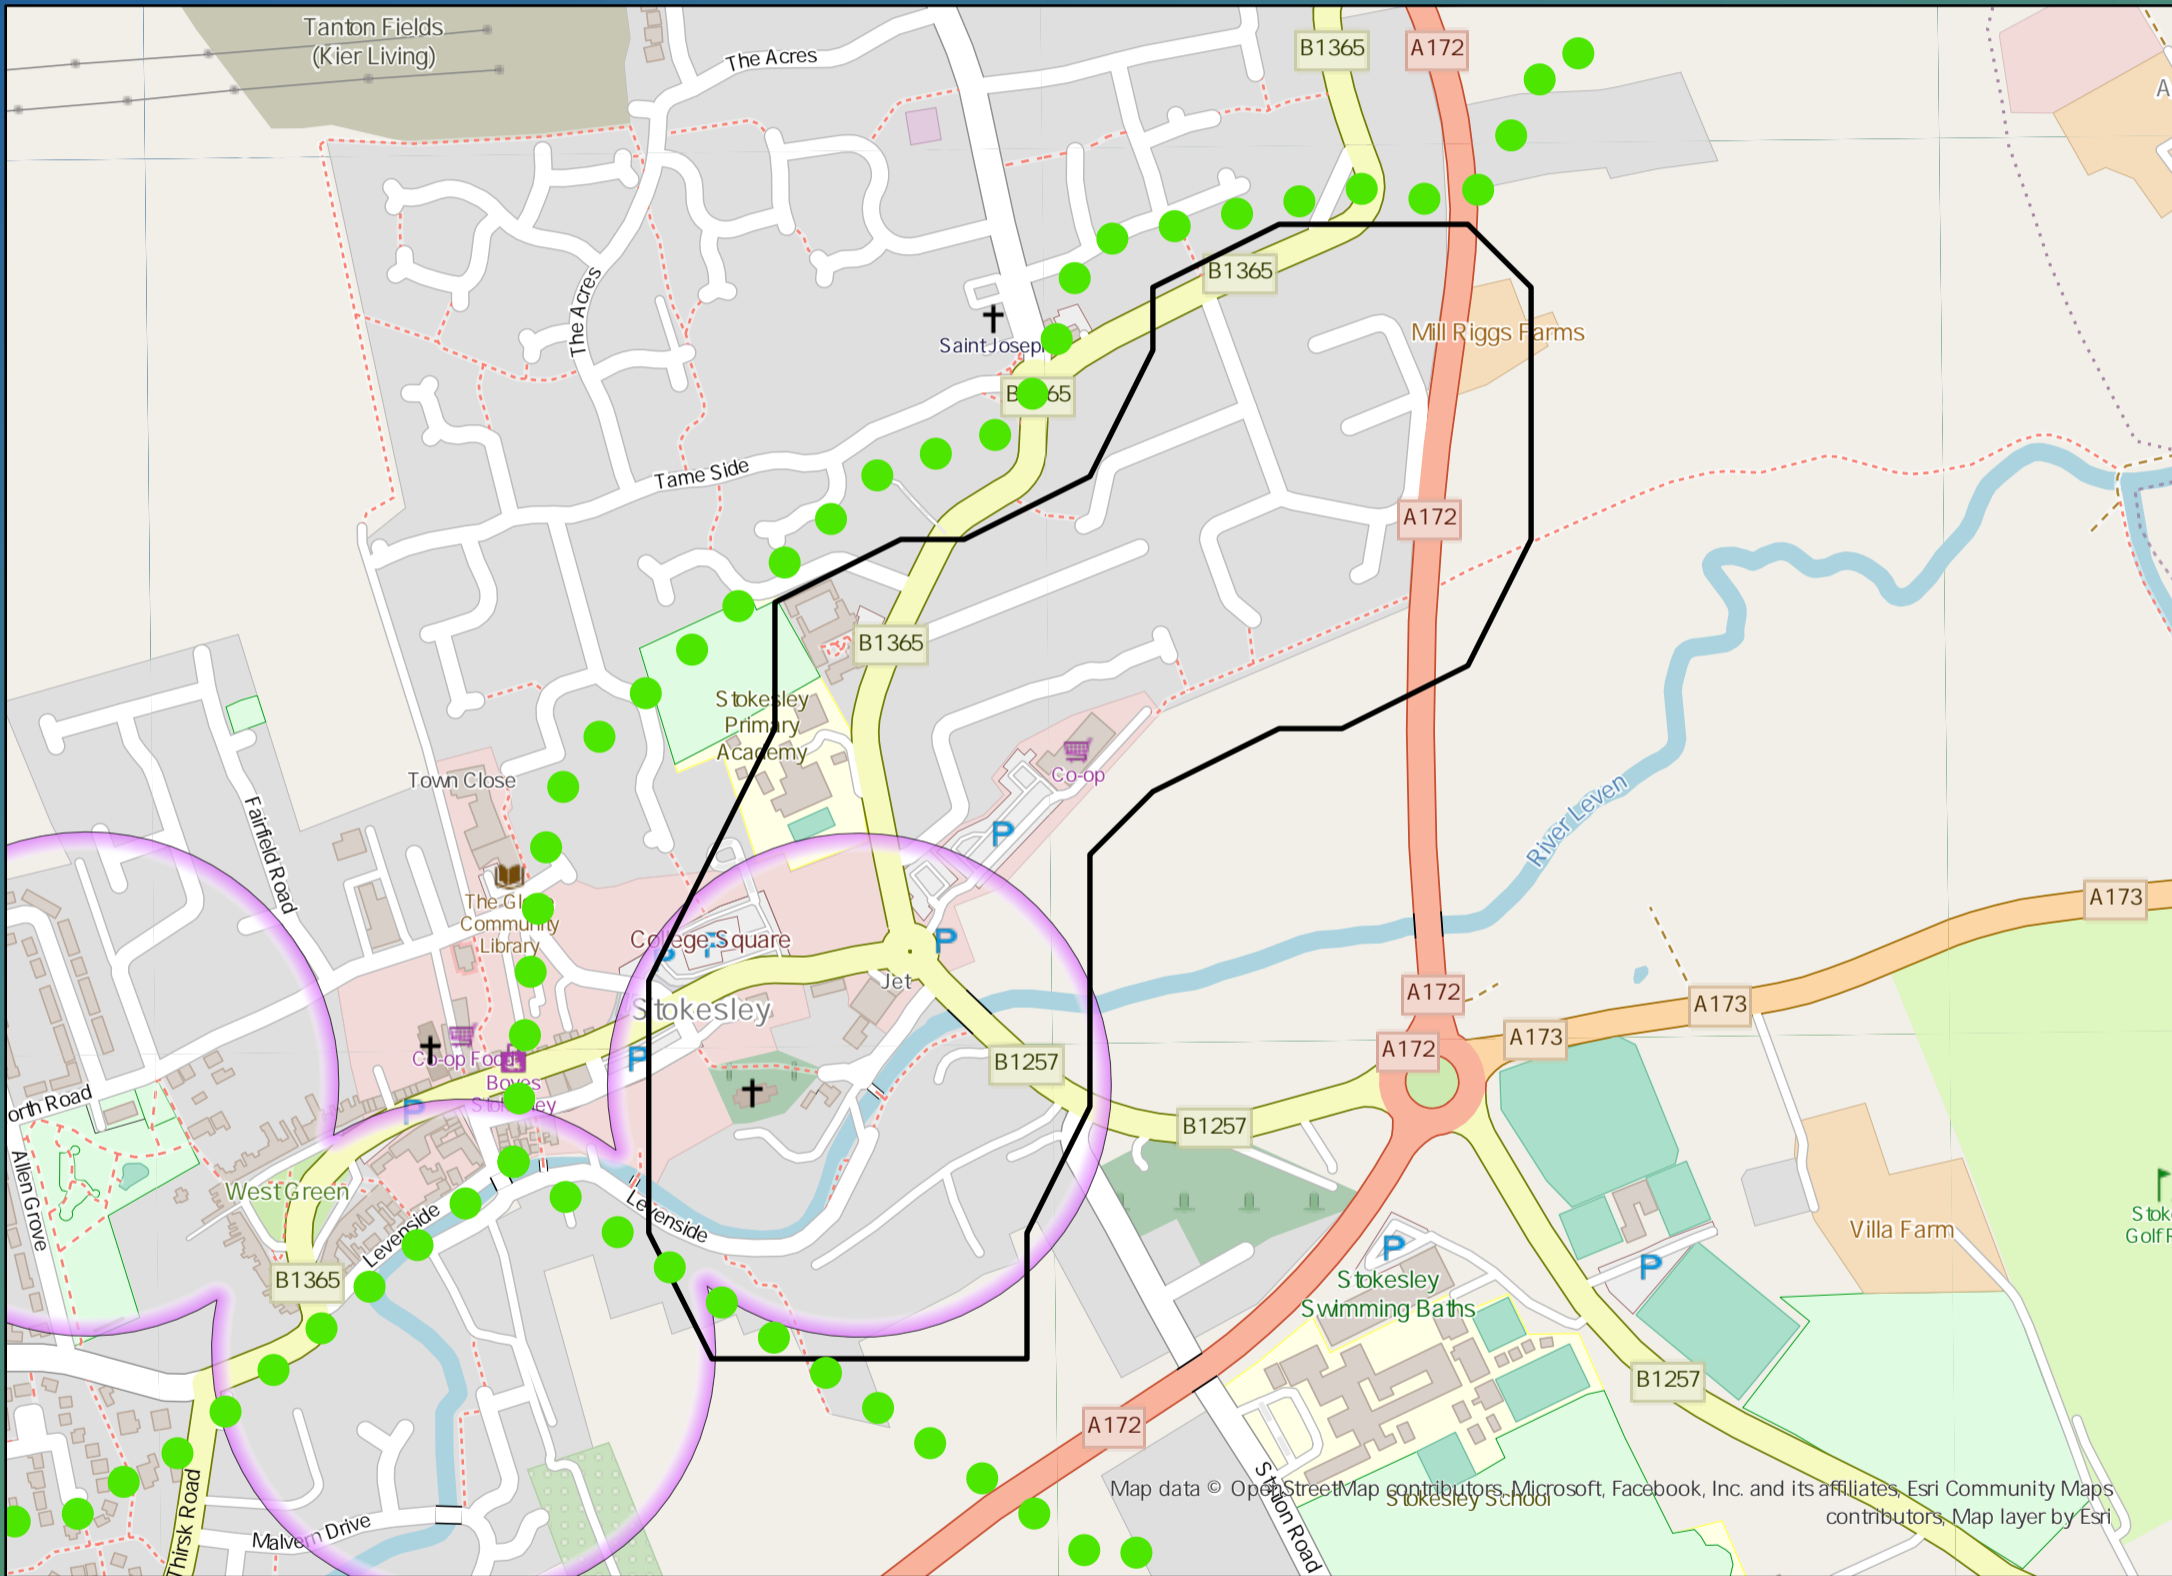 Tanton Fields
(Kier Living)
The Acres
B1365
A172
The Acres
B1365
Saint Joseph
Mill Riggs Farms
Tame Side
A172
B1365
Stokesley
Primary
Academy
Co-op
Town Close
Fairfield Road
P
River Leven
The Globe
Community
Library
College Square
P
P
Jet
Stokesley
A173
A172
A173
A172
A173
P
B1257
Co-op Food
Boyes
Stokesley
P
orth Road
B1257
Allen Grove
West Green
Levenside
Levenside
B1365
P
Stokesley
Swimming Baths
P
Villa Farm
Stok
Golf R
B1257
A172
Station Road
Stokesley School
Thirsk Road
Malvern Drive
Map data © OpenStreetMap contributors, Microsoft, Facebook, Inc. and its affiliates, Esri Community Maps
contributors, Map layer by Esri